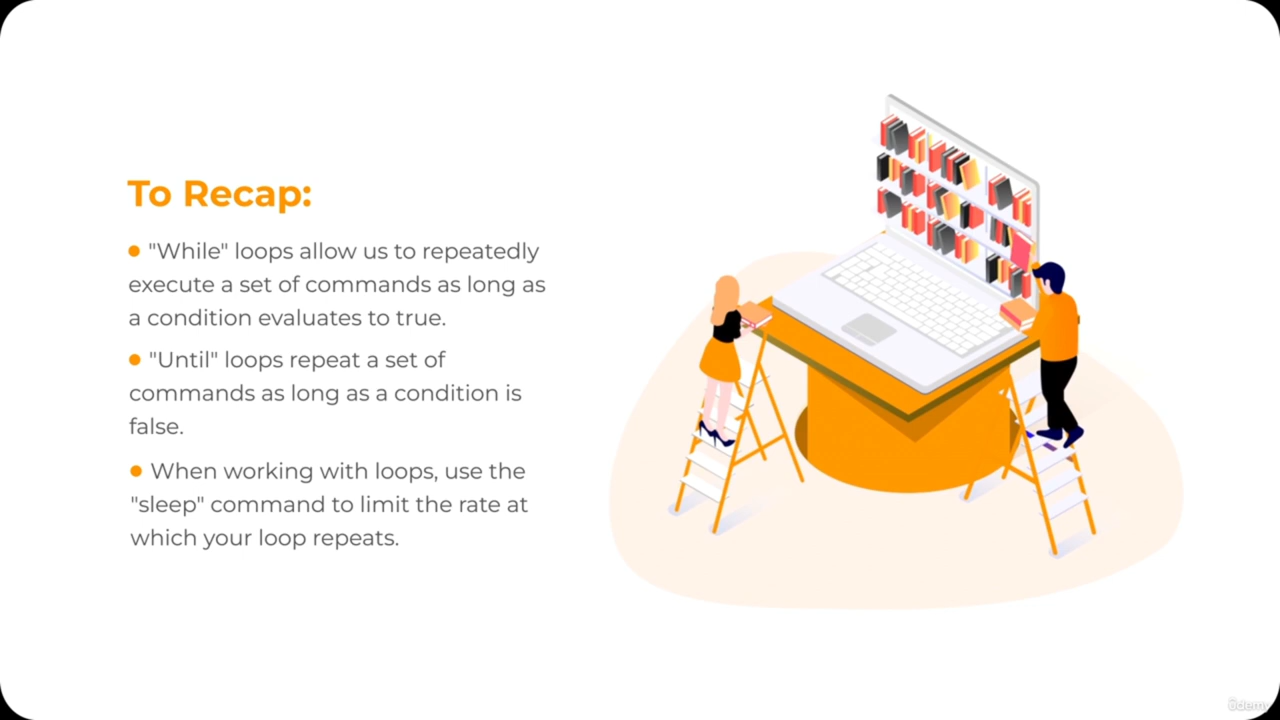 To Recap:
"While" loops allow us to repeatedly
execute a set of commands as long as
a condition evaluates to true.
"Until" loops repeat a set of
commands as long as a condition is
false.
When working with loops, use the
"sleep" command to limit the rate at
which your loop repeats.
ûdemy